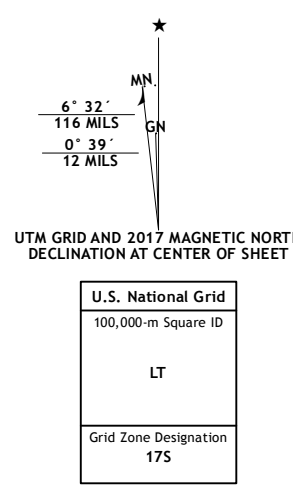 ★
MN.
6° 32´
116 MILS
GN
0° 39´
12 MILS
UTM GRID AND 2017 MAGNETIC NORT
DECLINATION AT CENTER OF SHEET
U.S. National Grid
100,000-m Square ID
LT
Grid Zone Designation
17S